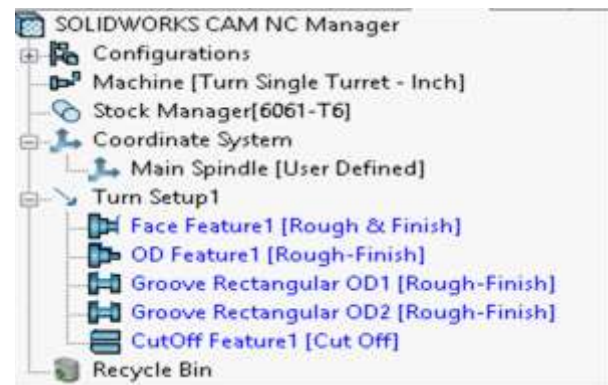 SOLIDWORKS CAM NC Manager
Configurations
Machine [Turn Single Turret - Inch]
Stock Manager[6061-T6]
Coordinate System
Main Spindle [User Defined]
Turn Setup1
Face Feature1 [Rough & Finish]
OD Feature1 [Rough-Finish]
Groove Rectangular OD1 [Rough-Finish]
Groove Rectangular OD2 [Rough-Finish]
CutOff Feature1 [Cut Off]
Recycle Bin